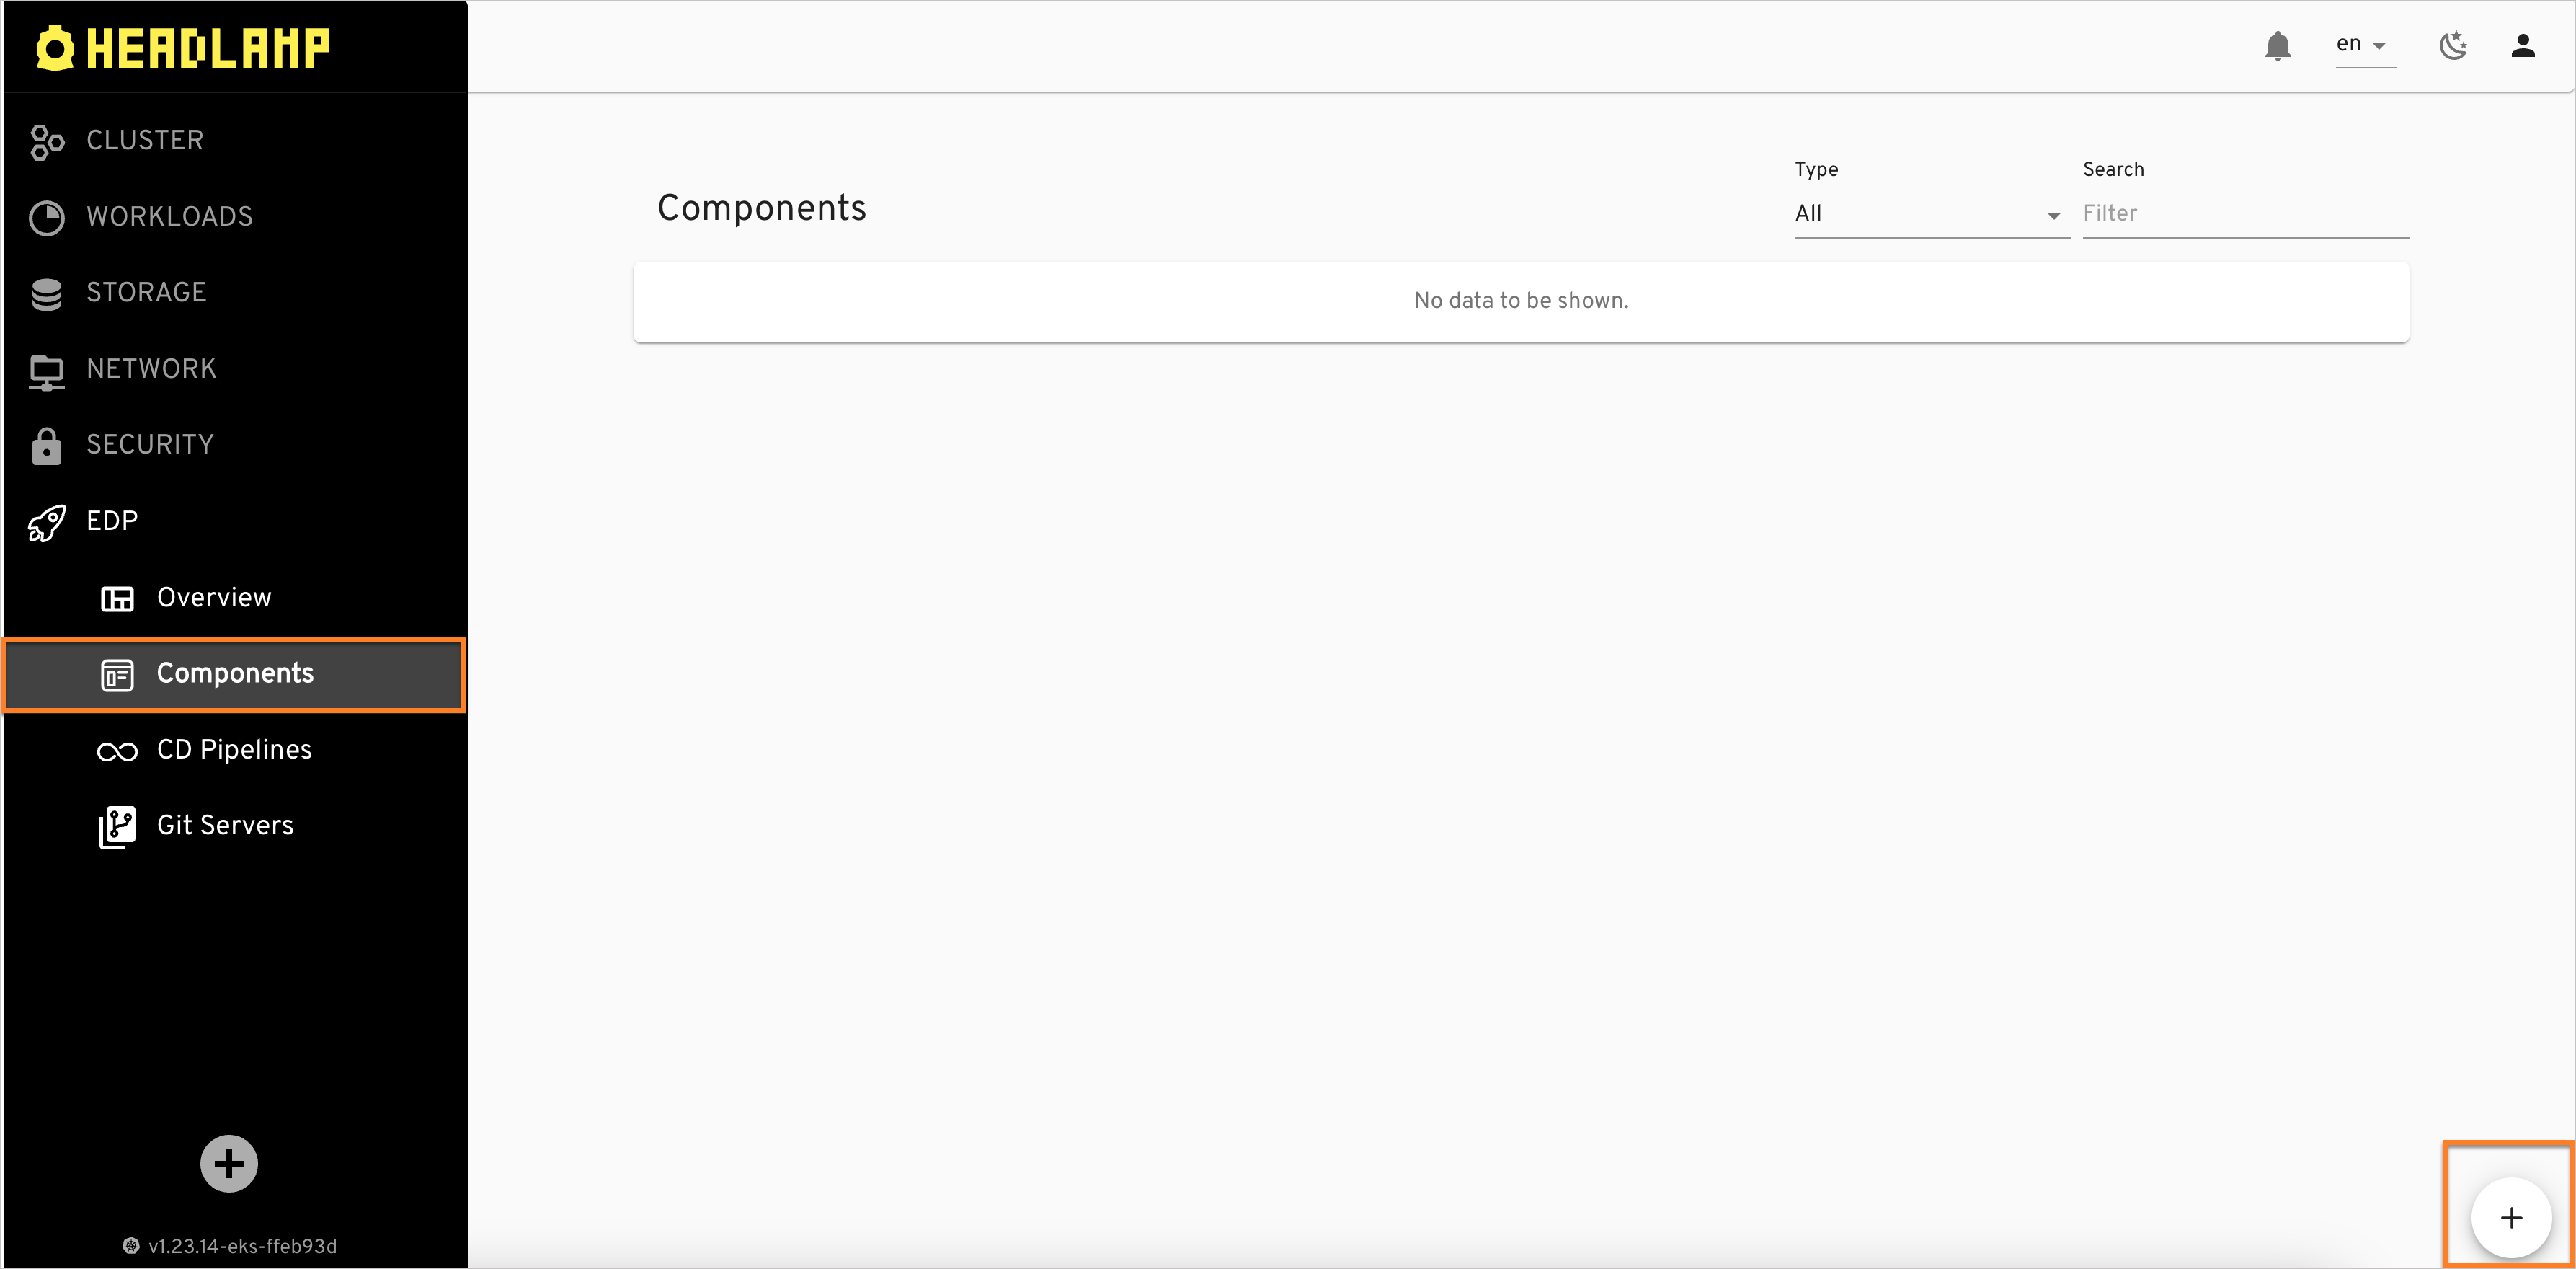 HEADLAMP
en
CLUSTER
WORKLOADS
STORAGE
NETWORK
SECURITY
EDP
Overview
Components
CD Pipelines
Git Servers
v1.23.14-eks-ffeb93d
Components
Type
All
Search
Filter
No data to be shown.